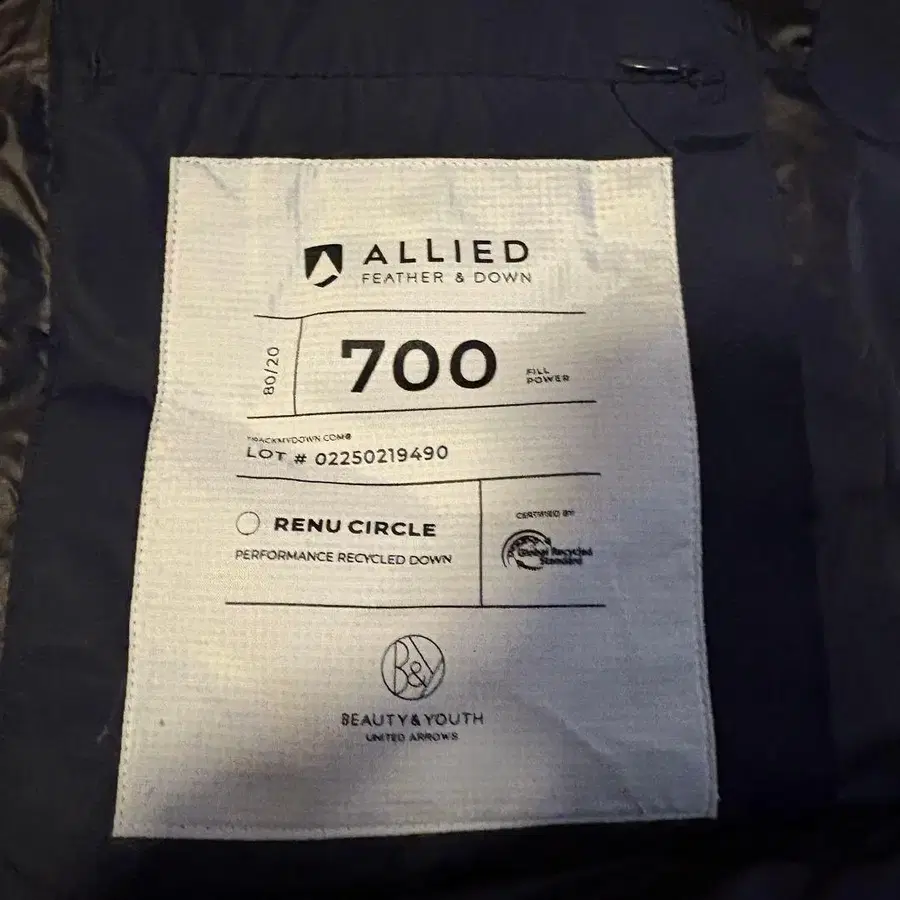 ALLIED
FEATHER & DOWN
80/20
700
FILL
POWER
TRACKMYDOWN.COM®
LOT # 02250219490
RENU CIRCLE
PERFORMANCE RECYCLED DOWN
CERTIFIED BY
Global Recycled
Standard
B&Y
BEAUTY&YOUTH
UNITED ARROWS